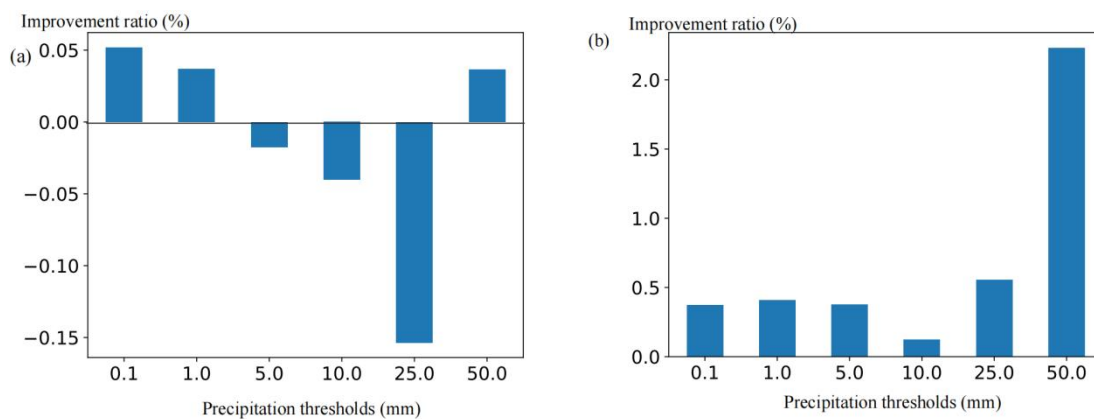 Improvement ratio (%)
(a)
0.05
0.00
−0.05
−0.10
−0.15
0.1 1.0 5.0 10.0 25.0 50.0
Precipitation thresholds (mm)
Improvement ratio (%)
(b)
2.0
1.5
1.0
0.5
0.0
0.1 1.0 5.0 10.0 25.0 50.0
Precipitation thresholds (mm)